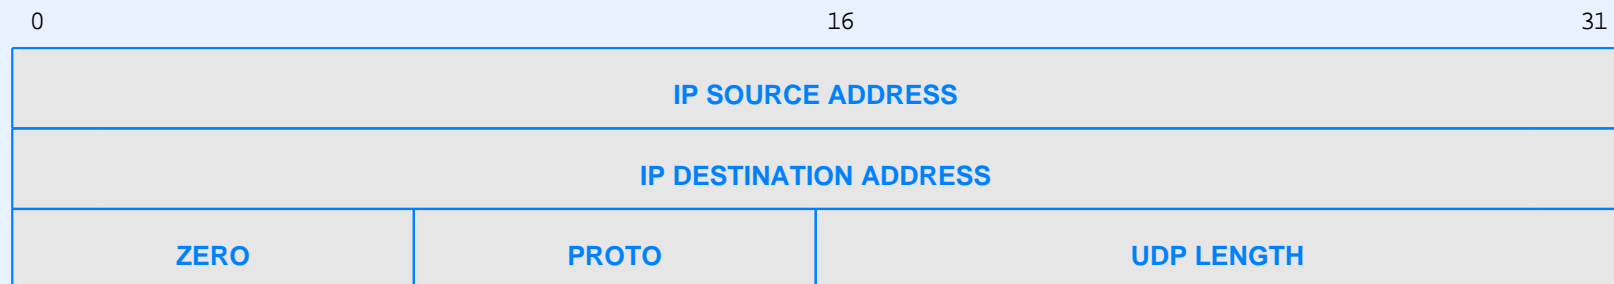 0 16 31
IP SOURCE ADDRESS
IP DESTINATION ADDRESS
ZERO PROTO UDP LENGTH